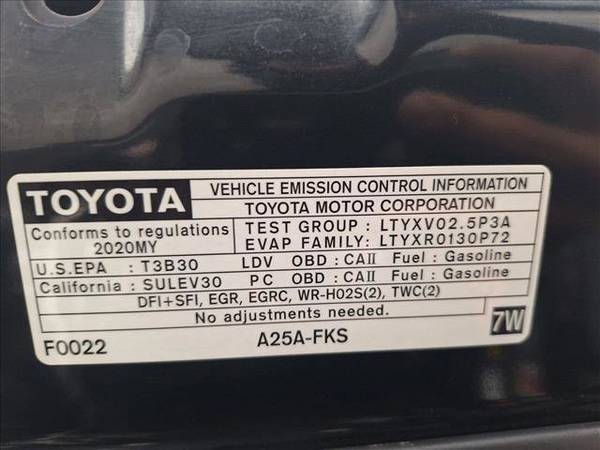 TOYOTA
VEHICLE EMISSION CONTROL INFORMATION
TOYOTA MOTOR CORPORATION
Conforms to regulations
2020MY
TEST GROUP: LTYXV02.5P3A
EVAP FAMILY: LTYXR0130P72
U.S.EPA : T3B30 LDV OBD : CAII Fuel : Gasoline
California : SULEV30 PC OBD : CAII Fuel : Gasoline
DFI+SFI, EGR, EGRC, WR-HO2S(2), TWC(2)
No adjustments needed.
F0022 A25A-FKS 7W